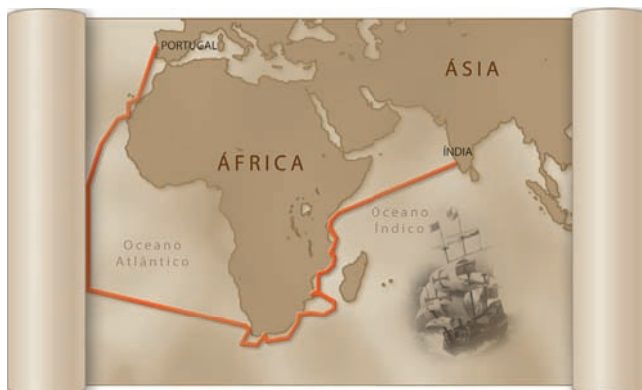 PORTUGAL
ÁSIA
ÍNDIA
ÁFRICA
Oceano
Índico
Oceano
Atlântico